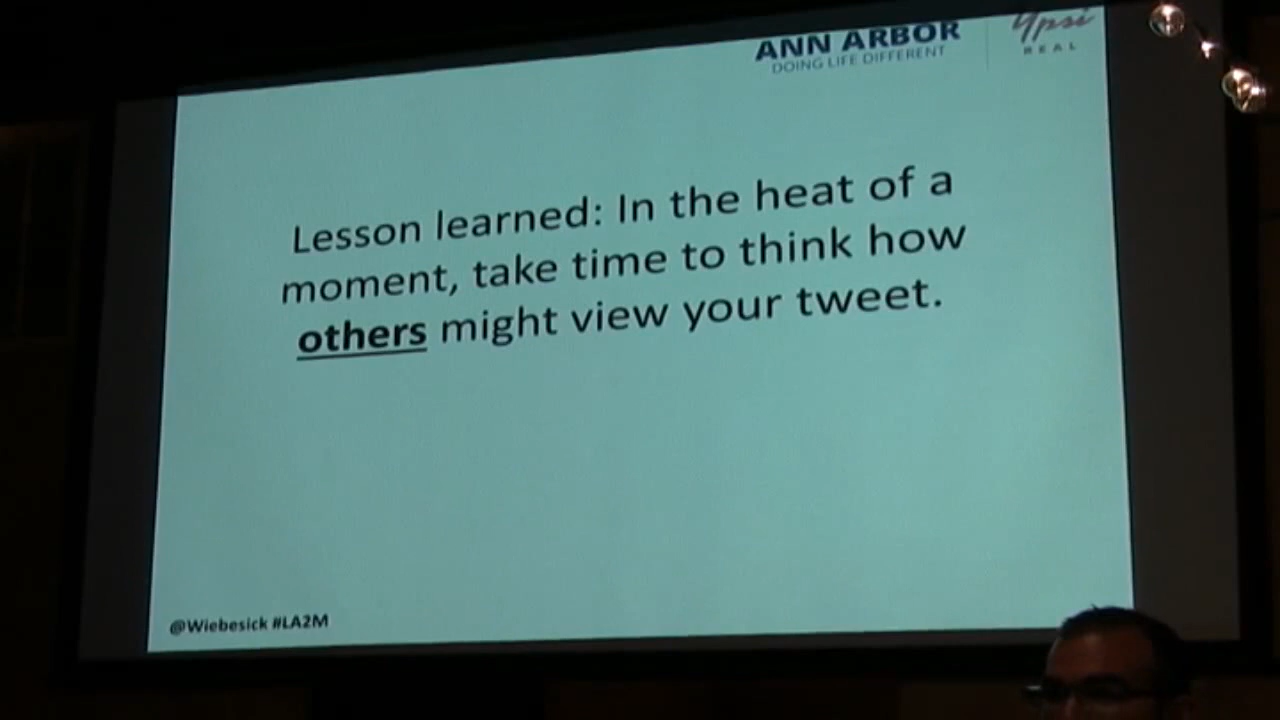 ANN ARBOR
DOING LIFE DIFFERENT
Ypsi
REAL
Lesson learned: In the heat of a
moment, take time to think how
others might view your tweet.
@Wiebesick #LA2M